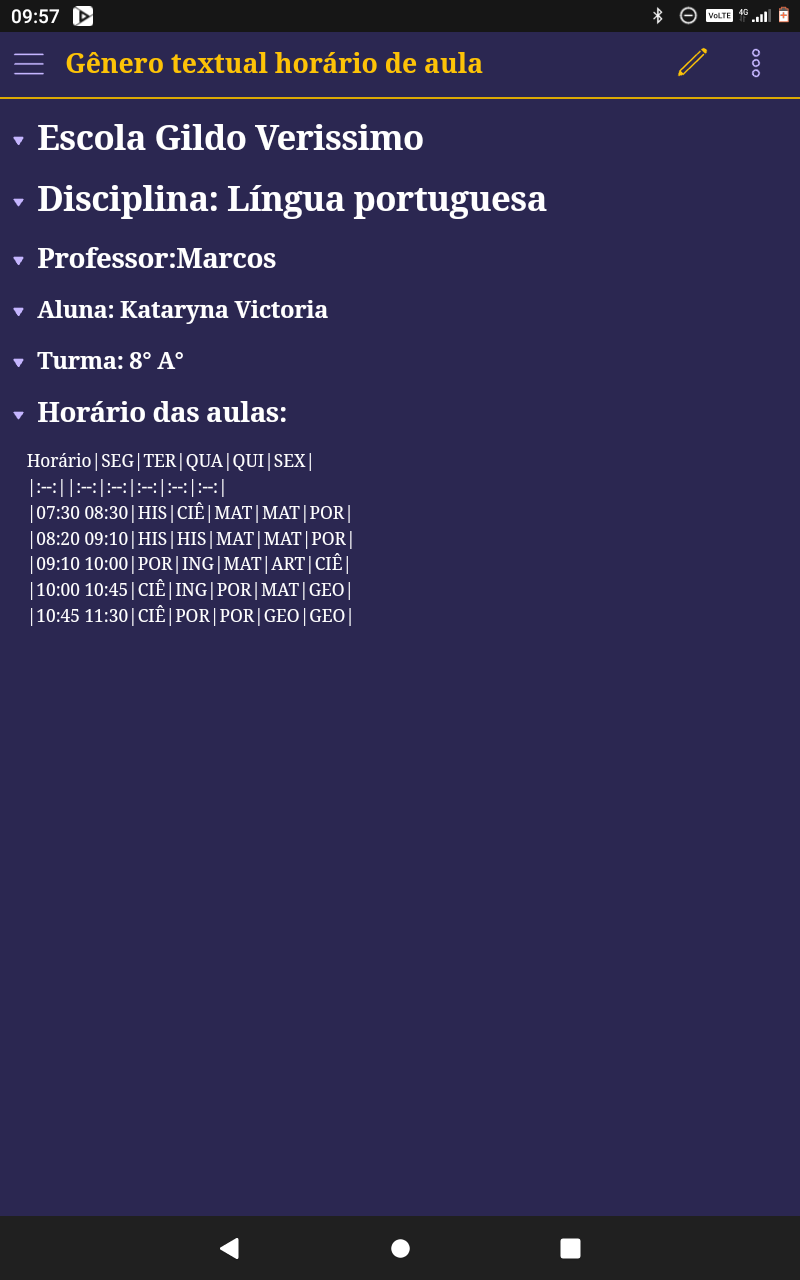 09:57
VoLTE 4G
Gênero textual horário de aula
Escola Gildo Verissimo
Disciplina: Língua portuguesa
Professor:Marcos
Aluna: Kataryna Victoria
Turma: 8° A°
Horário das aulas:
Horário|SEG|TER|QUA|QUI|SEX|
|:--:||:--:|:--:|:--:|:--:|:--:|
|07:30 08:30|HIS|CIÊ|MAT|MAT|POR|
|08:20 09:10|HIS|HIS|MAT|MAT|POR|
|09:10 10:00|POR|ING|MAT|ART|CIÊ|
|10:00 10:45|CIÊ|ING|POR|MAT|GEO|
|10:45 11:30|CIÊ|POR|POR|GEO|GEO|